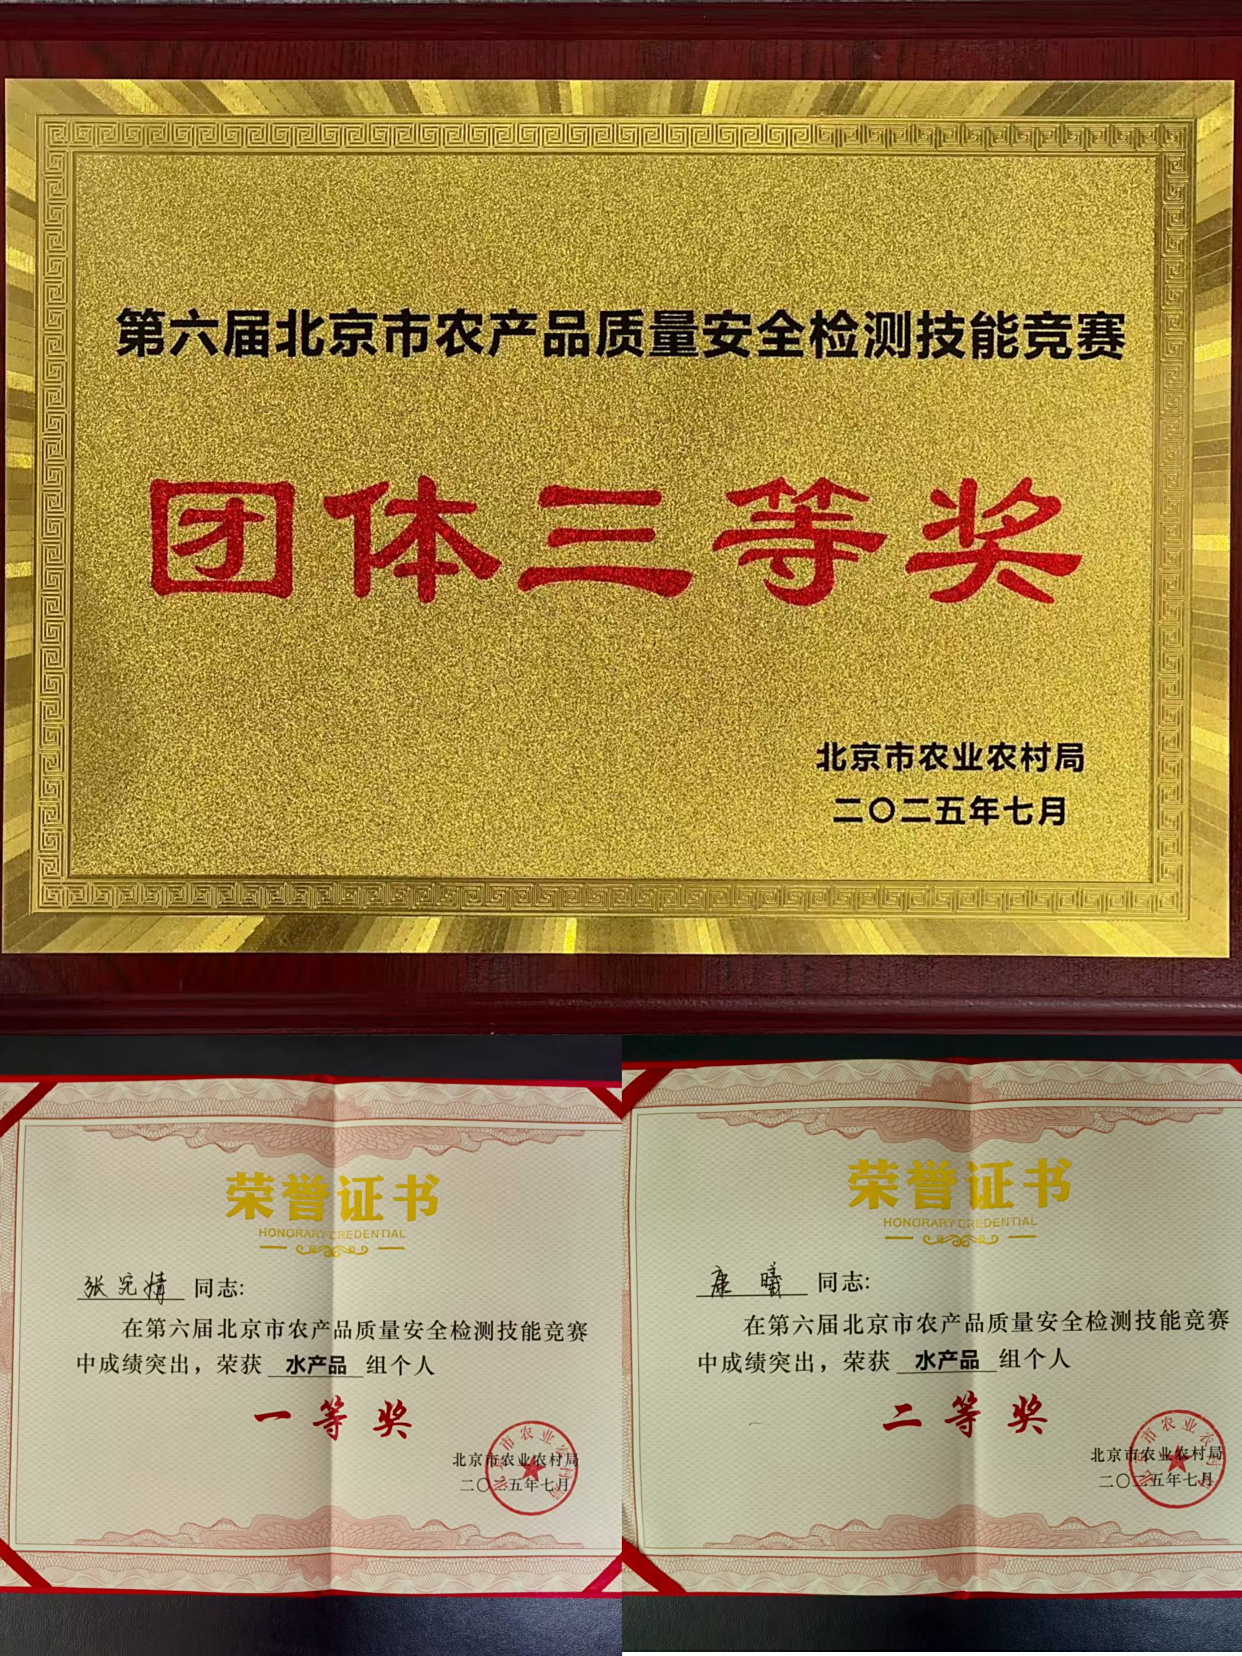 第六届北京市农产品质量安全检测技能竞赛
团体三等奖
北京市农业农村局
二〇二五年七月
荣誉证书
HONORARY CREDENTIAL
张宛情 同志:
在第六届北京市农产品质量安全检测技能竞赛
中成绩突出，荣获 水产品 组个人
一等奖
北京市农业农村局
二〇二五年七月
荣誉证书
HONORARY CREDENTIAL
康曦 同志:
在第六届北京市农产品质量安全检测技能竞赛
中成绩突出，荣获 水产品 组个人
二等奖
北京市农业农村局
二〇二五年七月